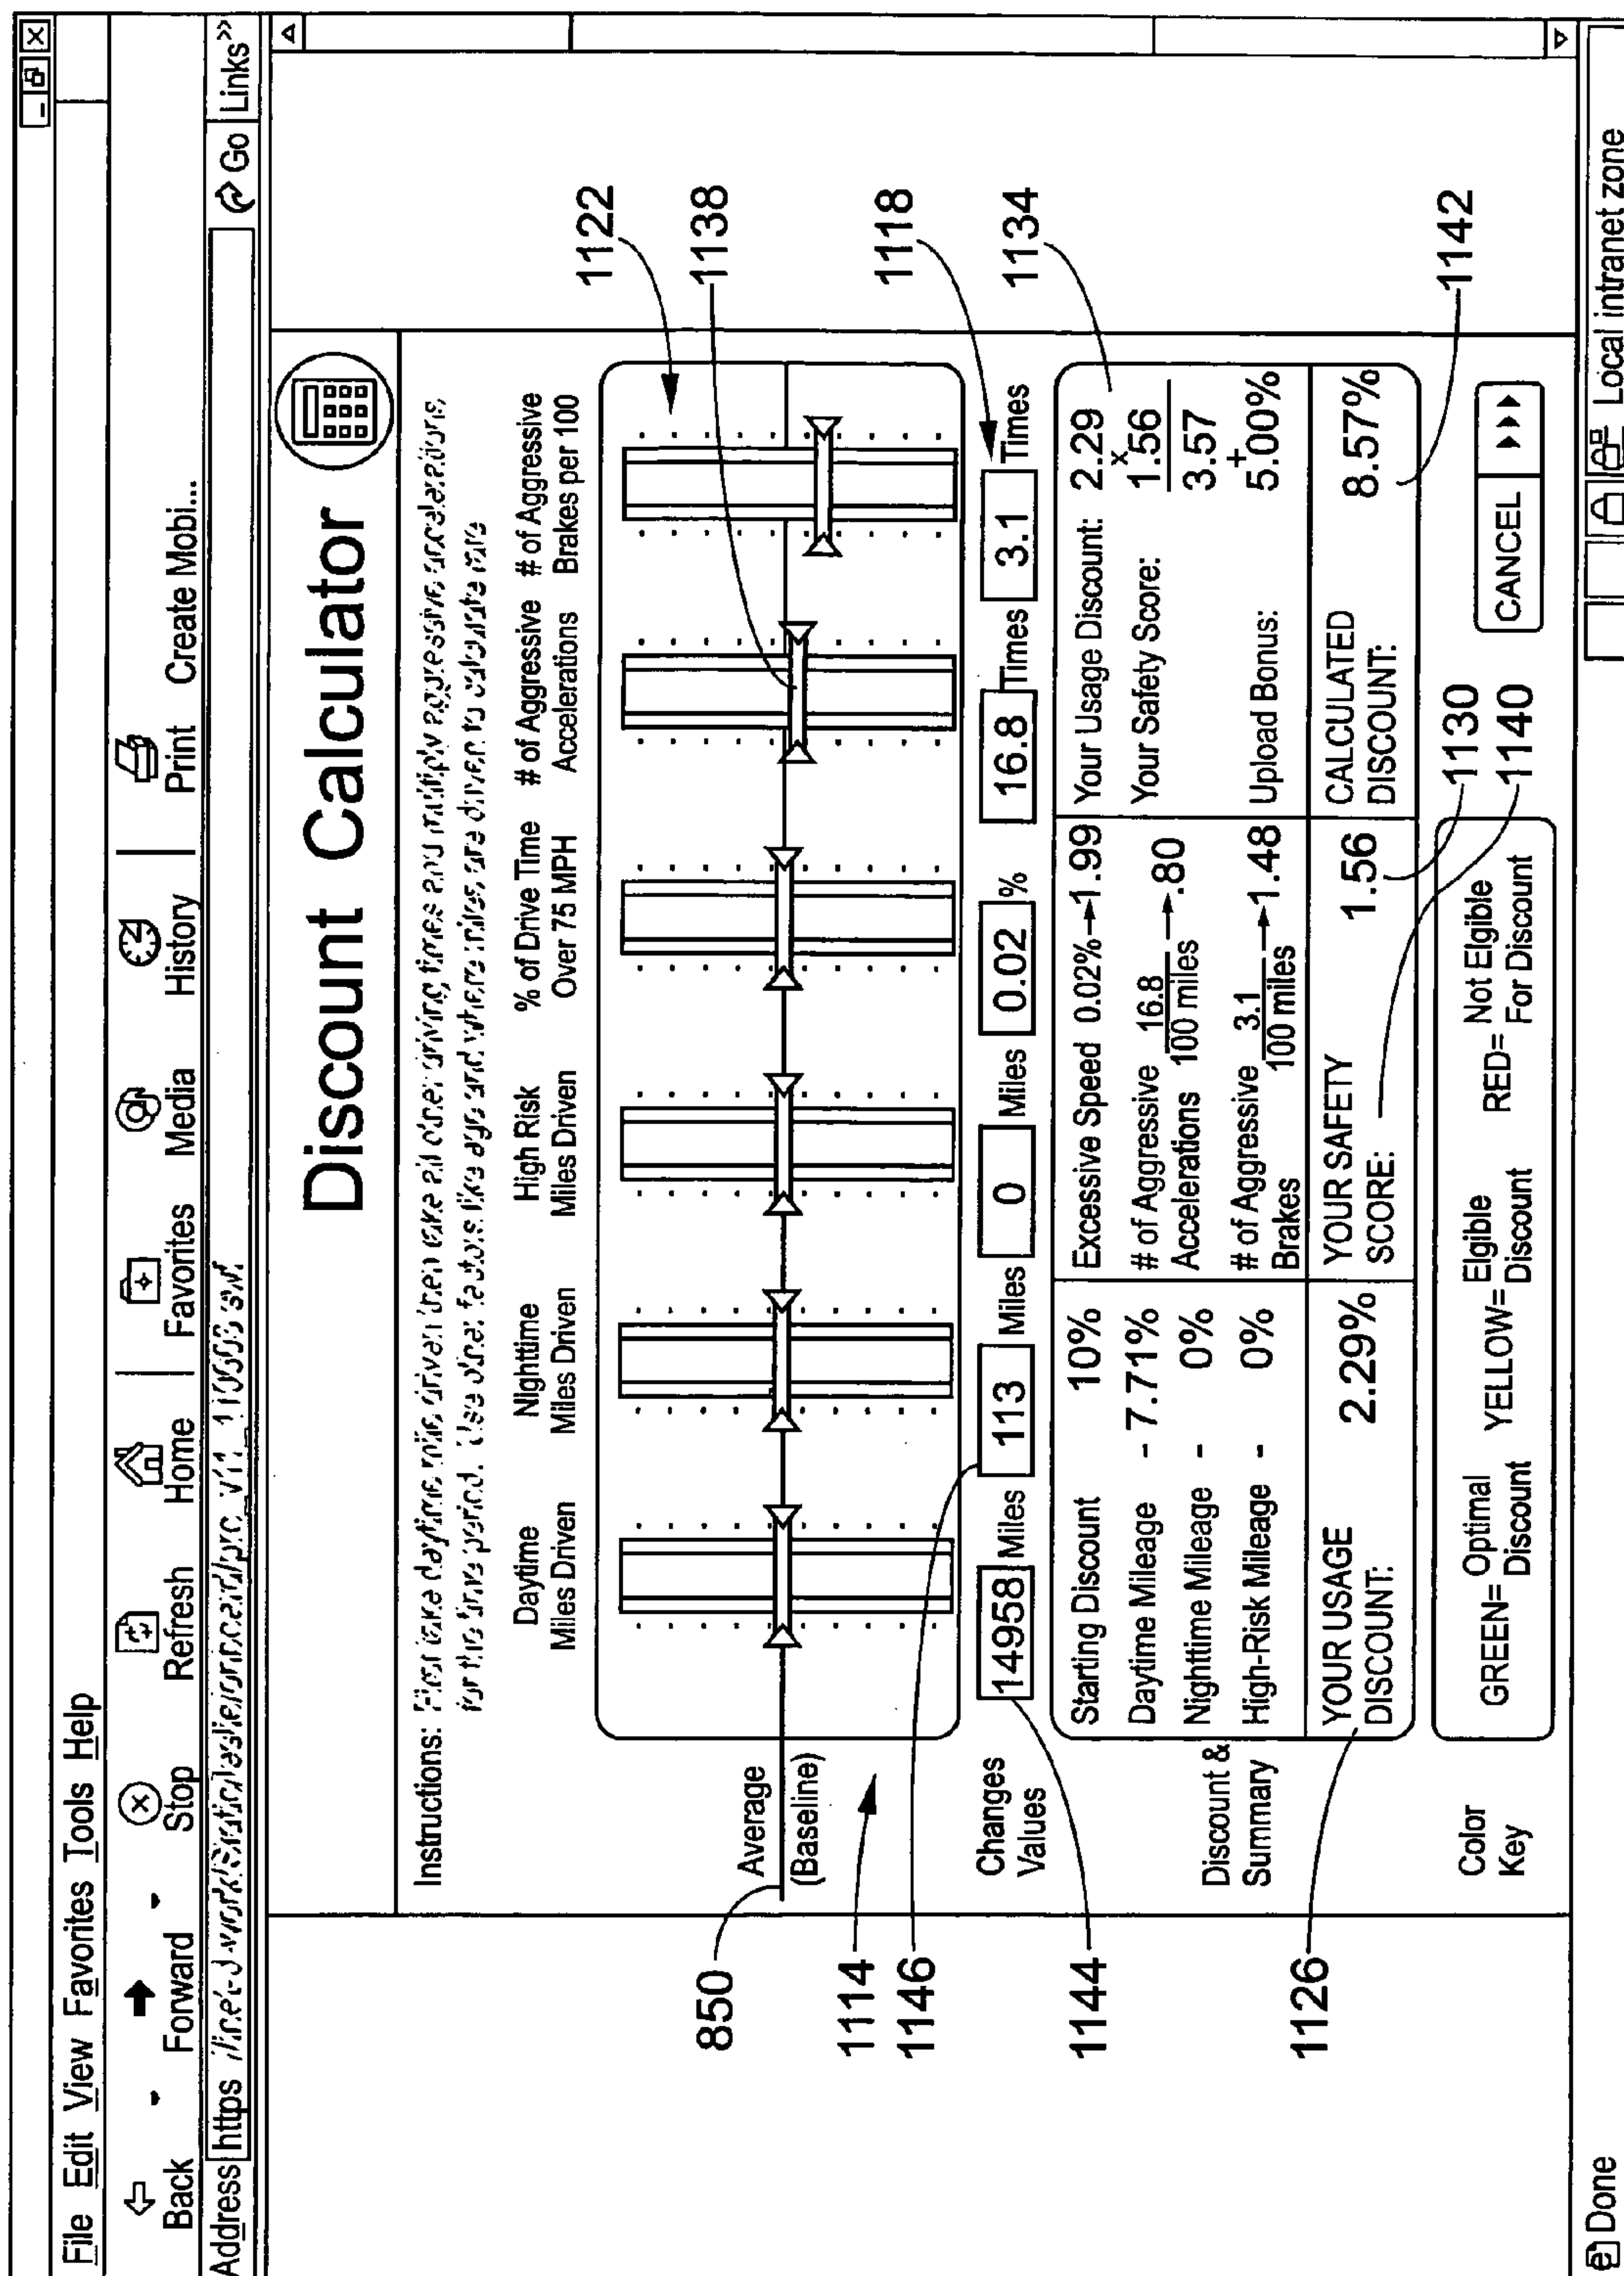 File Edit View Favorites Tools Help
Back Forward Stop Refresh Home Favorites Media History Print Create Mobi...
Address https Go Links»
Discount Calculator
Instructions:
Daytime
Miles Driven
Nighttime
Miles Driven
High Risk
Miles Driven
% of Drive Time
Over 75 MPH
# of Aggressive
Accelerations
# of Aggressive
Brakes per 100
Average
(Baseline)
850
1114
1122
1138
Changes
Values
14958 Miles 113 Miles 0 Miles 0.02 % 16.8 Times 3.1 Times
1146
1144
1118
1134
Discount &
Summary
Starting Discount 10%
Daytime Mileage - 7.71%
Nighttime Mileage - 0%
High-Risk Mileage - 0%
YOUR USAGE
DISCOUNT: 2.29%
1126
Excessive Speed 0.02%→1.99
# of Aggressive
Accelerations 16.8
100 miles →.80
# of Aggressive
Brakes 3.1
100 miles →1.48
YOUR SAFETY
SCORE: 1.56
Your Usage Discount: 2.29
x
Your Safety Score: 1.56
3.57
+
Upload Bonus: 5.00%
CALCULATED
DISCOUNT: 8.57%
1142
1130
1140
Color
Key
GREEN= Optimal
Discount
YELLOW= Elgible
Discount
RED= Not Elgible
For Discount
CANCEL
Done
Local intranet zone